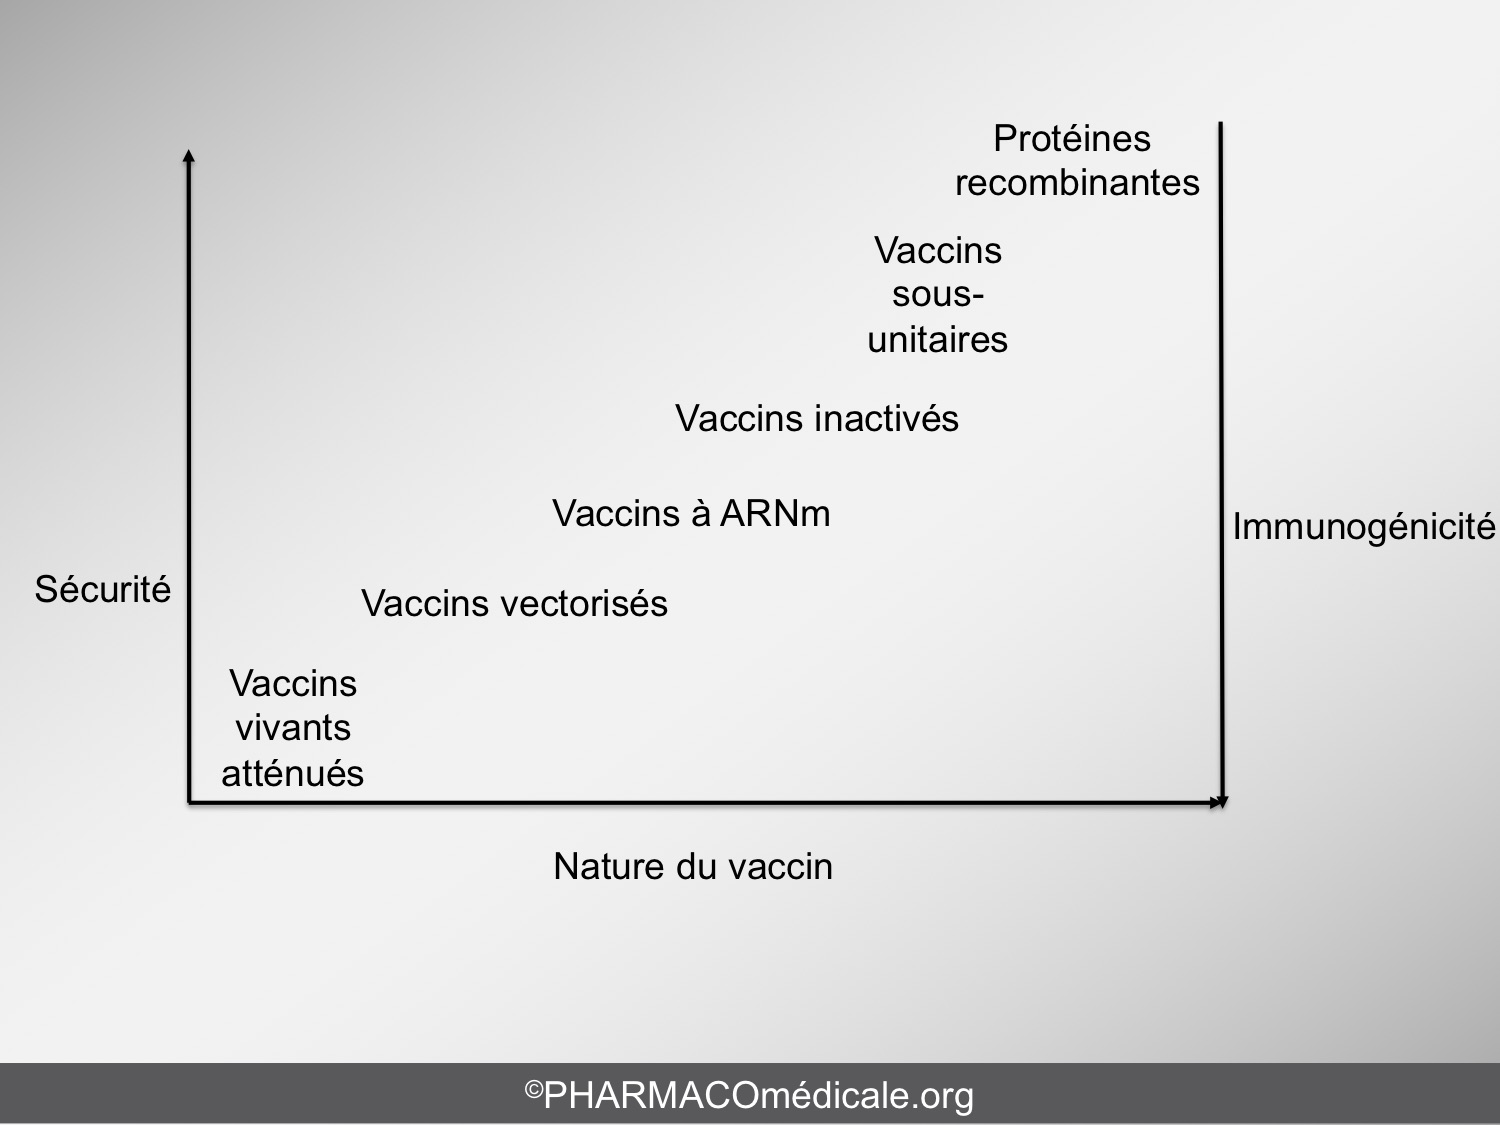 Protéines
recombinantes
Vaccins
sous-
unitaires
Vaccins inactivés
Vaccins à ARNm
Immunogénicité
Sécurité
Vaccins vectorisés
Vaccins
vivants
atténués
Nature du vaccin
©PHARMACOmédicale.org